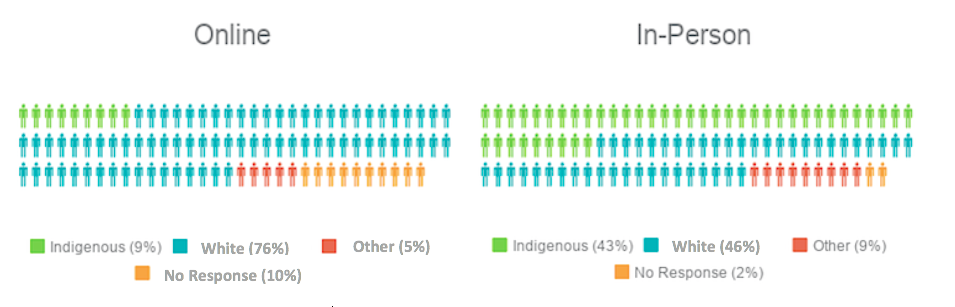 Online
In-Person
Indigenous (9%) White (76%) Other (5%)
No Response (10%)
Indigenous (43%) White (46%) Other (9%)
No Response (2%)